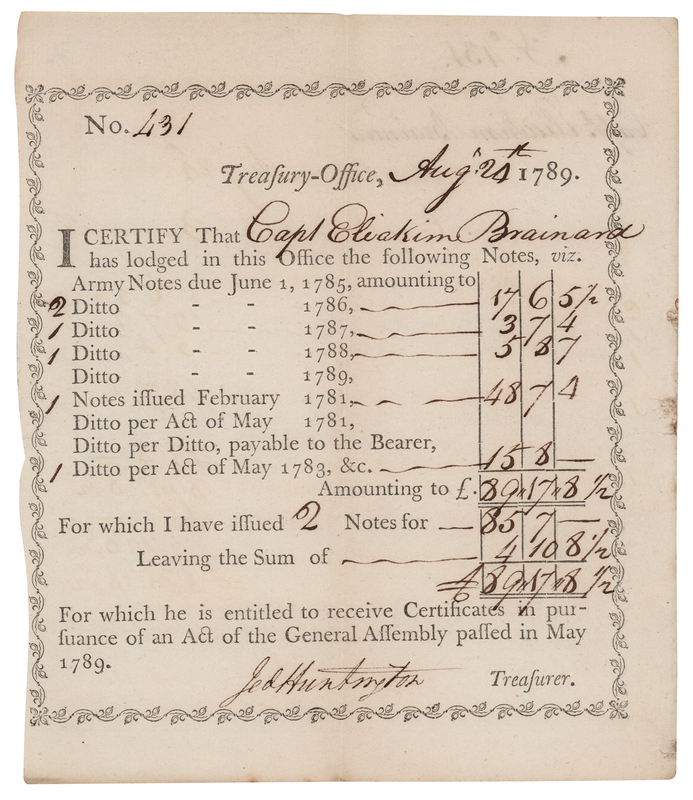 No. 431
Treaſury-Office, Augt 24th 1789.
I CERTIFY That Capt Eliakim Brainard
has lodged in this Office the following Notes, viz.
Army Notes due June 1, 1785, amounting to
2 Ditto - - 1786, 17 6 5½
1 Ditto - - 1787, 3 7 4
1 Ditto - - 1788, 5 8 7
Ditto - - 1789,
1 Notes iſſued February 1781, 48 7 4
Ditto per Act of May 1781,
Ditto per Ditto, payable to the Bearer,
1 Ditto per Act of May 1783, &c. 15 8 —
Amounting to £. 89 17 8 ½
For which I have iſſued 2 Notes for — 85 7 —
Leaving the Sum of 4 10 8½
£ 89 17 8 ½
For which he is entitled to receive Certificates in pur-
ſuance of an Act of the General Aſſembly paſſed in May
1789.
Jed Huntington Treaſurer.